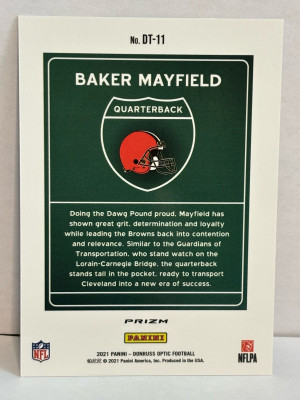 No. DT-11
BAKER MAYFIELD
QUARTERBACK
Doing the Dawg Pound proud, Mayfield has
shown great grit, determination and loyalty
while leading the Browns back into contention
and relevance. Similar to the Guardians of
Transportation, who stand watch on the
Lorain-Carnegie Bridge, the quarterback
stands tall in the pocket, ready to transport
Cleveland into a new era of success.
PRIZM
PANINI
2021 PANINI - DONRUSS OPTIC FOOTBALL
© 2021 Panini America, Inc. Produced in the USA.
NFL
NFLPA